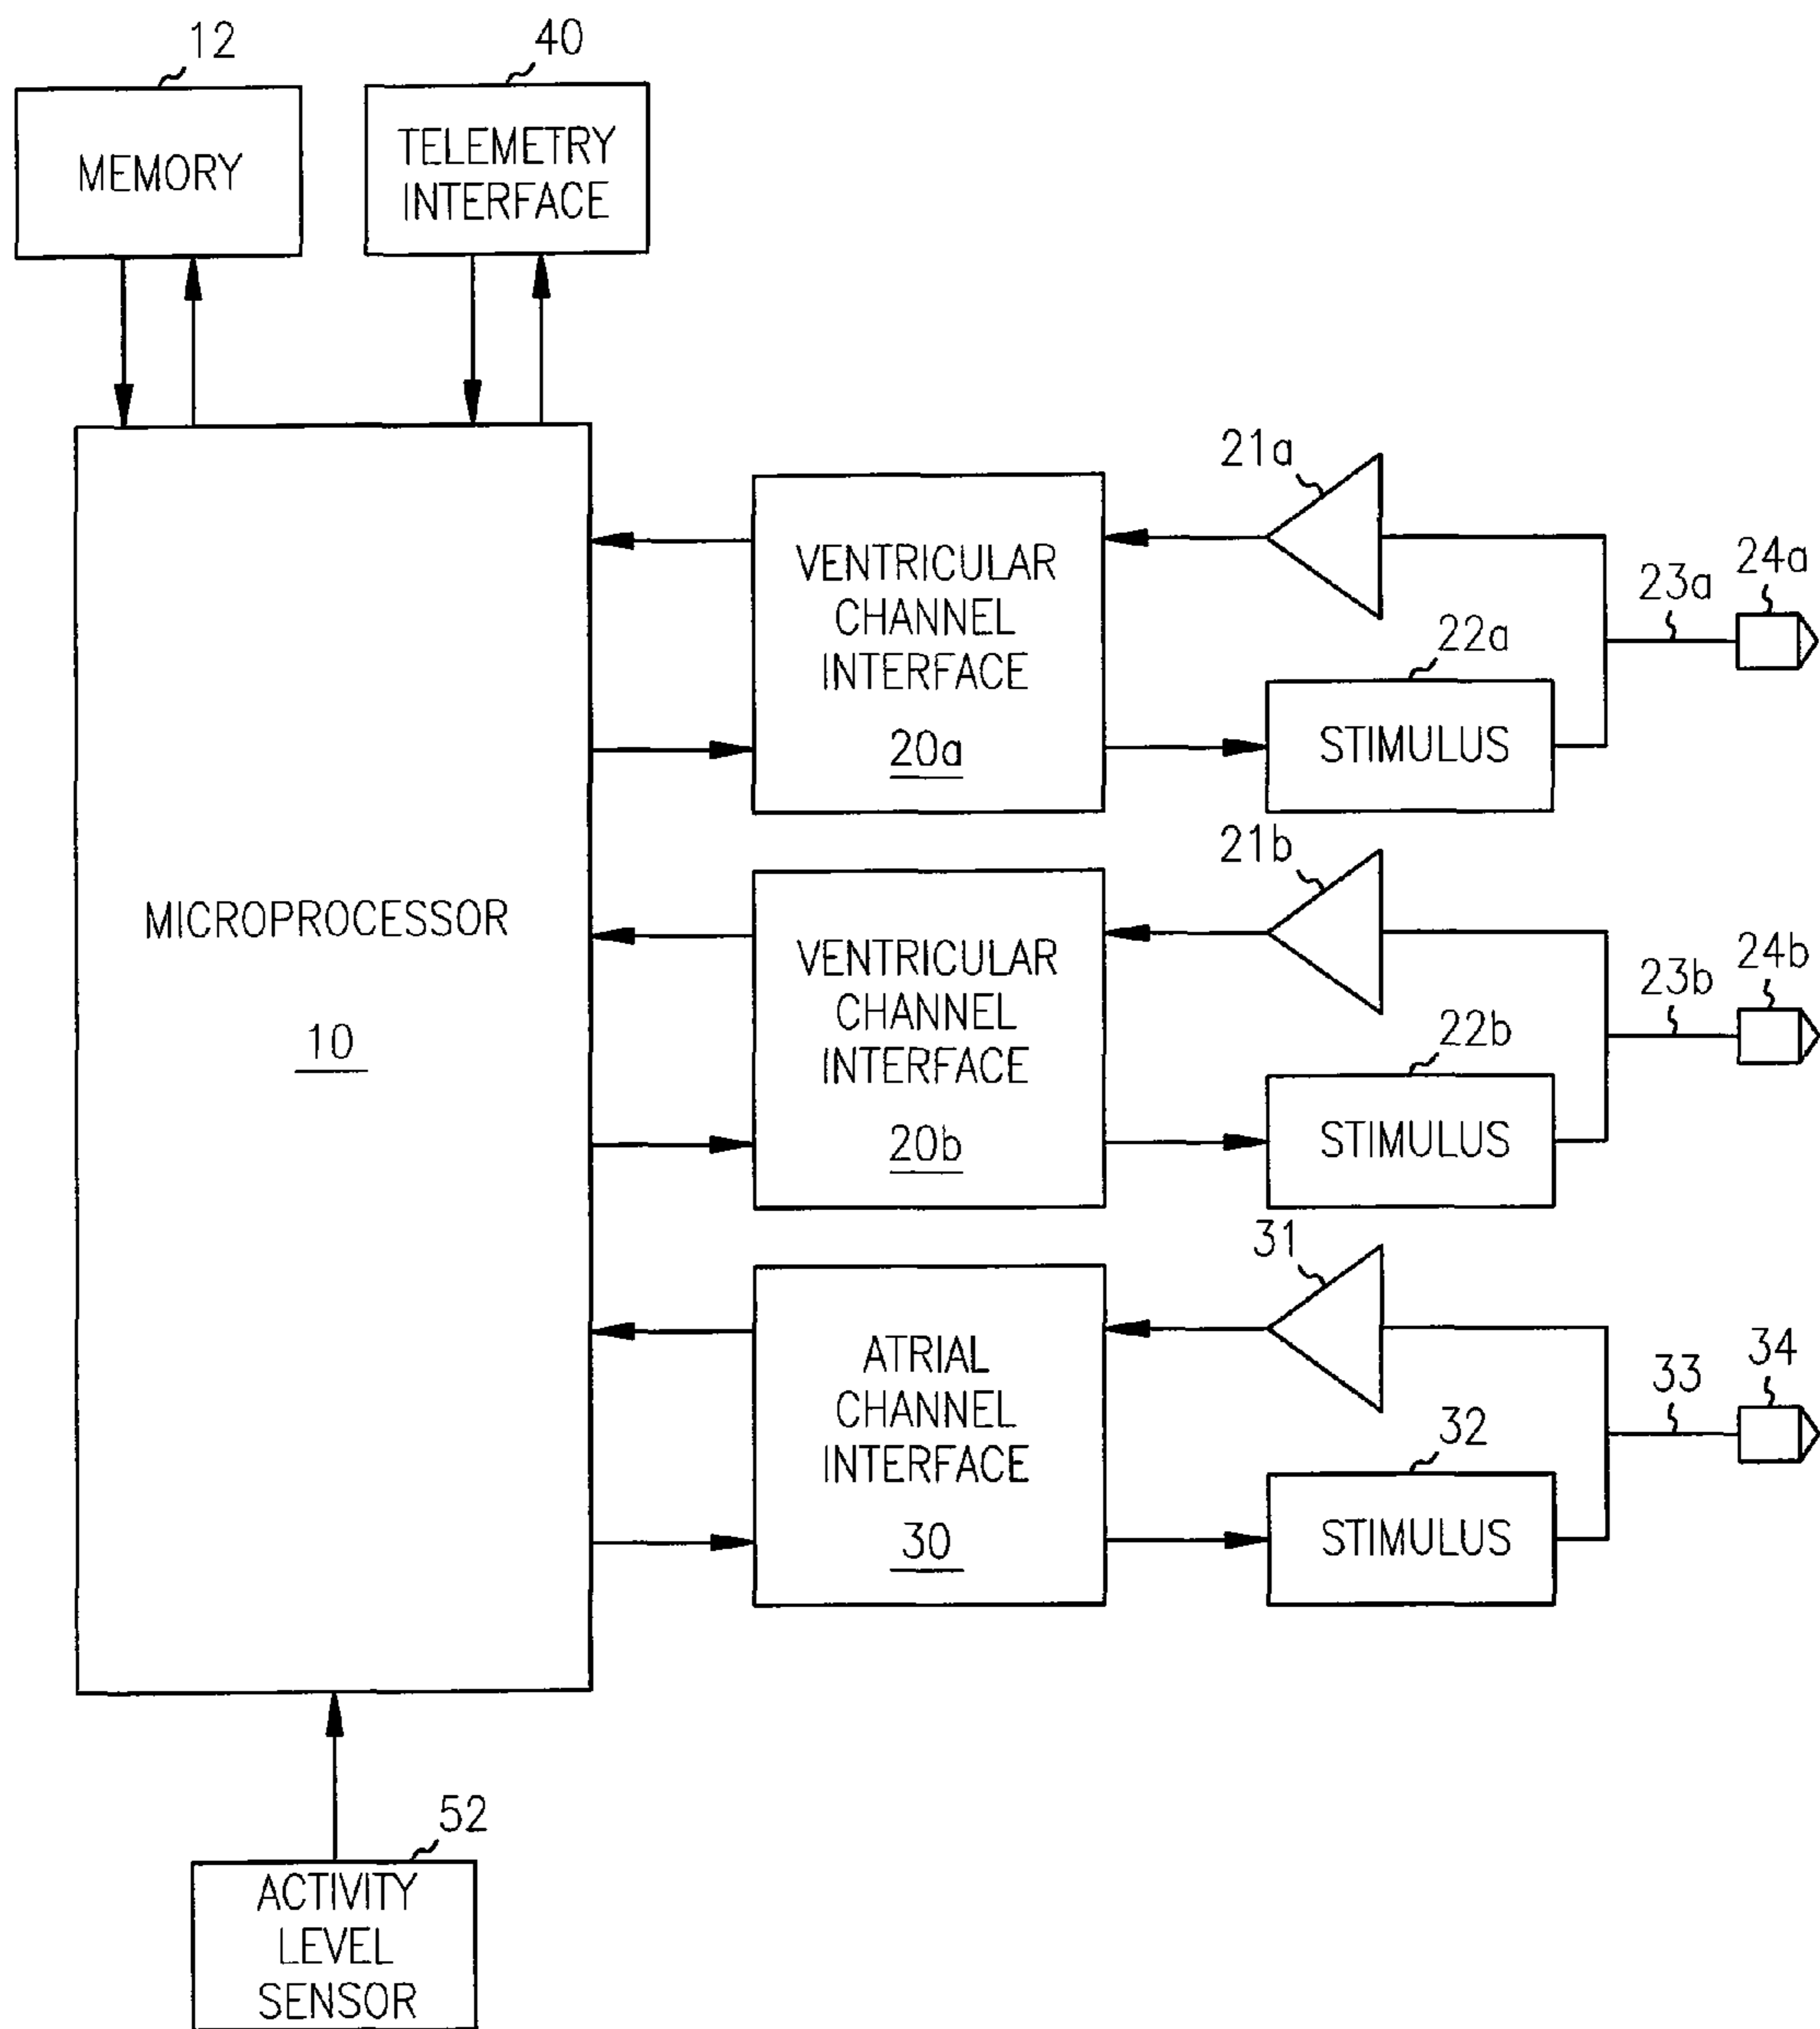 12
40
MEMORY
TELEMETRY
INTERFACE
MICROPROCESSOR
10
VENTRICULAR
CHANNEL
INTERFACE
20a
21a
22a
STIMULUS
23a
24a
VENTRICULAR
CHANNEL
INTERFACE
20b
21b
22b
STIMULUS
23b
24b
ATRIAL
CHANNEL
INTERFACE
30
31
32
STIMULUS
33
34
52
ACTIVITY
LEVEL
SENSOR